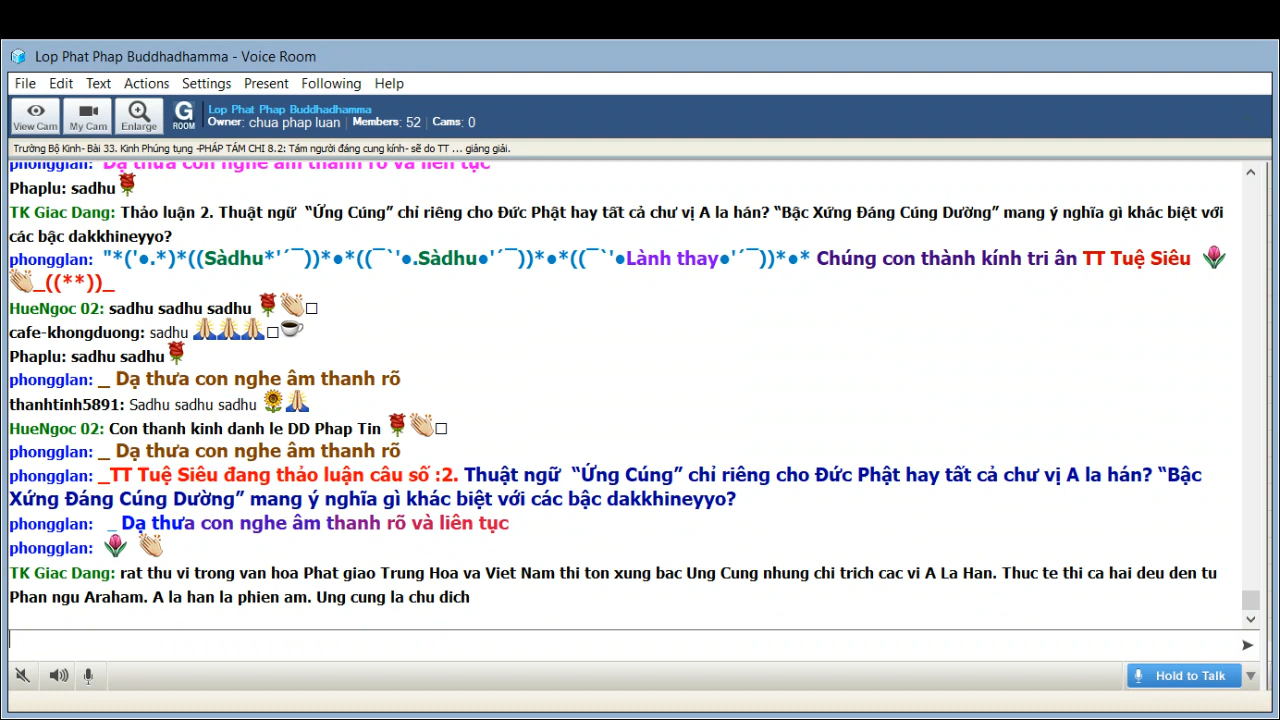 Lop Phat Phap Buddhadhamma - Voice Room
File Edit Text Actions Settings Present Following Help
View Cam My Cam Enlarge G ROOM
Lop Phat Phap Buddhadhamma
Owner: chua phap luan Members: 52 Cams: 0
Trường Bộ Kinh- Bài 33. Kinh Phúng tụng -PHÁP TÁM CHI 8.2: Tám người đáng cung kính- sẽ do TT ... giảng giải.
phongglan: Dạ thưa con nghe âm thanh rõ và liên tục
Phaplu: sadhu
TK Giac Dang: Thảo luận 2. Thuật ngữ “Ứng Cúng” chỉ riêng cho Đức Phật hay tất cả chư vị A la hán? “Bậc Xứng Đáng Cúng Dường” mang ý nghĩa gì khác biệt với
các bậc dakkhineyyo?
phongglan: "*('●.*)*((Sàdhu*'´¯))*●*((¯`'●.Sàdhu●'´¯))*●*((¯`'●Lành thay●'´¯))*●* Chúng con thành kính tri ân TT Tuệ Siêu
_((**))_
HueNgoc 02: sadhu sadhu sadhu □
cafe-khongduong: sadhu □
Phaplu: sadhu sadhu
phongglan: _ Dạ thưa con nghe âm thanh rõ
thanhtinh5891: Sadhu sadhu sadhu
HueNgoc 02: Con thanh kinh danh le DD Phap Tin □
phongglan: _ Dạ thưa con nghe âm thanh rõ
phongglan: _TT Tuệ Siêu đang thảo luận câu số :2. Thuật ngữ “Ứng Cúng” chỉ riêng cho Đức Phật hay tất cả chư vị A la hán? “Bậc
Xứng Đáng Cúng Dường” mang ý nghĩa gì khác biệt với các bậc dakkhineyyo?
phongglan: _ Dạ thưa con nghe âm thanh rõ và liên tục
phongglan:
TK Giac Dang: rat thu vi trong van hoa Phat giao Trung Hoa va Viet Nam thi ton xung bac Ung Cung nhung chi trich cac vi A La Han. Thuc te thi ca hai deu den tu
Phan ngu Araham. A la han la phien am. Ung cung la chu dich
Hold to Talk